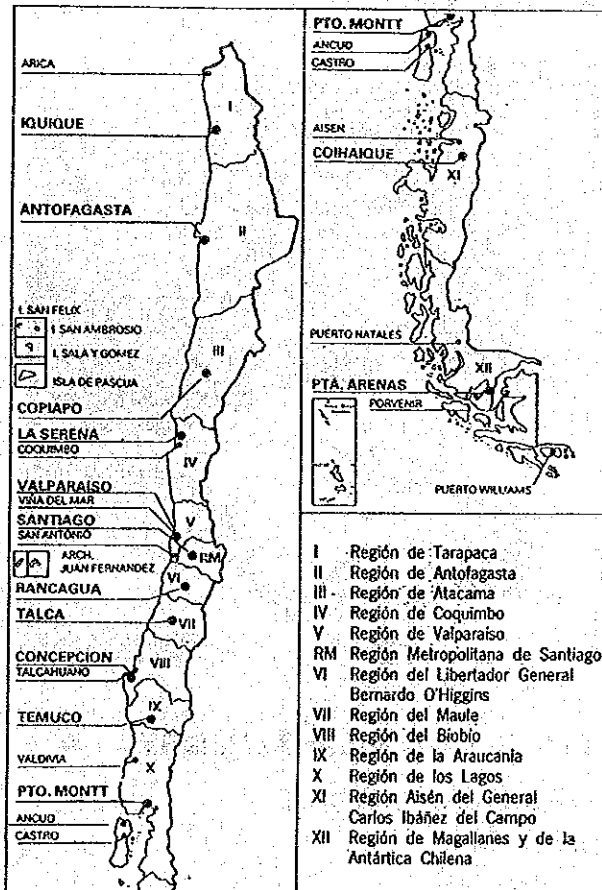 ARICA
I
IQUIQUE
ANTOFAGASTA
II
I. SAN FELIX
I. SAN AMBROSIO
I. SALA Y GOMEZ
ISLA DE PASCUA
III
COPIAPO
LA SERENA
COQUIMBO
IV
VALPARAISO
VIÑA DEL MAR
V
SANTIAGO
SAN ANTONIO
RM
ARCH.
JUAN FERNANDEZ
VI
RANCAGUA
TALCA
VII
VIII
CONCEPCION
TALCAHUANO
IX
TEMUCO
VALDIVIA
X
PTO. MONTT
ANCUD
CASTRO
PTO. MONTT
ANCUD
CASTRO
AISEN
COIHAIQUE
XI
PUERTO NATALES
XII
PTA. ARENAS
PORVENIR
PUERTO WILLIAMS
I Región de Tarapaca
II Región de Antofagasta
III Región de Atacama
IV Región de Coquimbo
V Región de Valparaíso
RM Región Metropolitana de Santiago
VI Región del Libertador General
Bernardo O'Higgins
VII Región del Maule
VIII Región del Biobío
IX Región de la Araucanía
X Región de los Lagos
XI Región Aisén del General
Carlos Ibáñez del Campo
XII Región de Magallanes y de la
Antártica Chilena